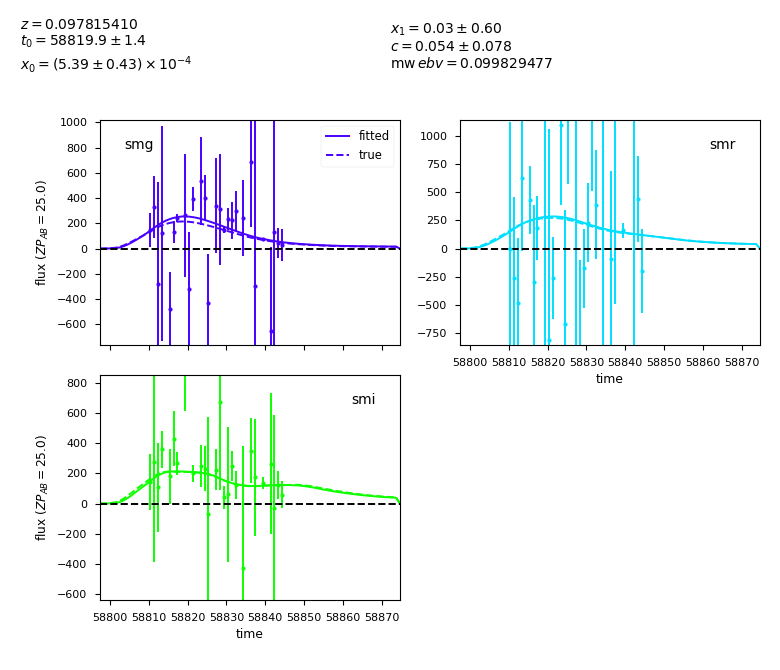 z = 0.097815410
t₀ = 58819.9 ± 1.4
x₀ = (5.39 ± 0.43) × 10⁻⁴
x₁ = 0.03 ± 0.60
c = 0.054 ± 0.078
mw ebv = 0.099829477
smg
fitted
true
1000
800
600
400
200
0
−200
−400
−600
flux (ZP_AB = 25.0)
smr
1000
750
500
250
0
−250
−500
−750
58800 58810 58820 58830 58840 58850 58860 58870
time
smi
800
600
400
200
0
−200
−400
−600
flux (ZP_AB = 25.0)
58800 58810 58820 58830 58840 58850 58860 58870
time